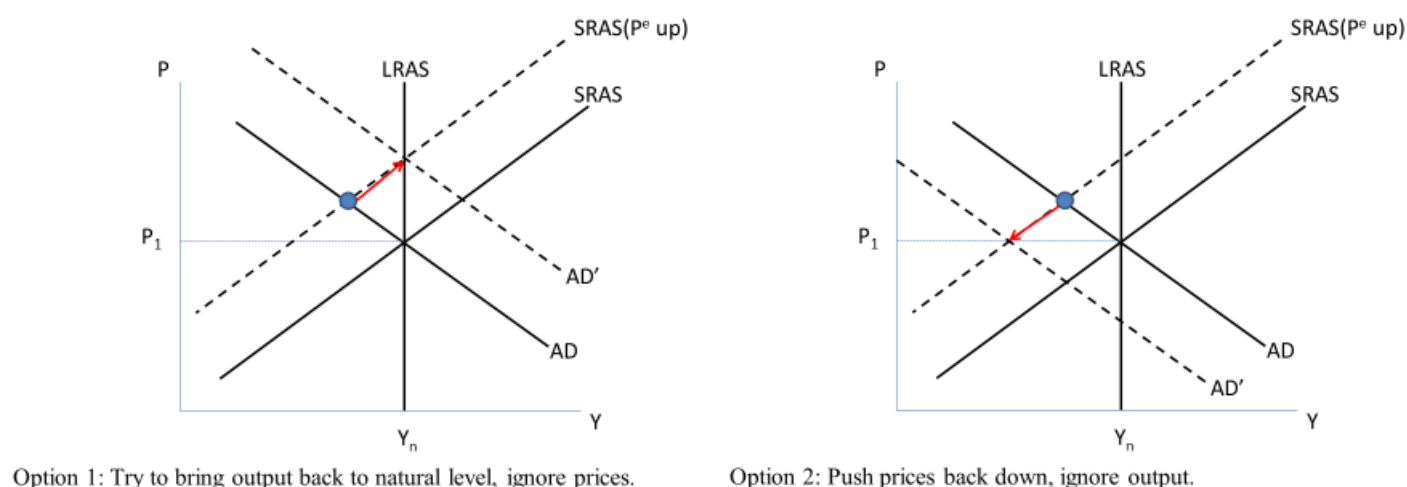 SRAS(Pᵉ up)
P
LRAS
SRAS
P₁
AD'
AD
Y
Yₙ
Option 1: Try to bring output back to natural level, ignore prices.
SRAS(Pᵉ up)
P
LRAS
SRAS
P₁
AD
AD'
Y
Yₙ
Option 2: Push prices back down, ignore output.